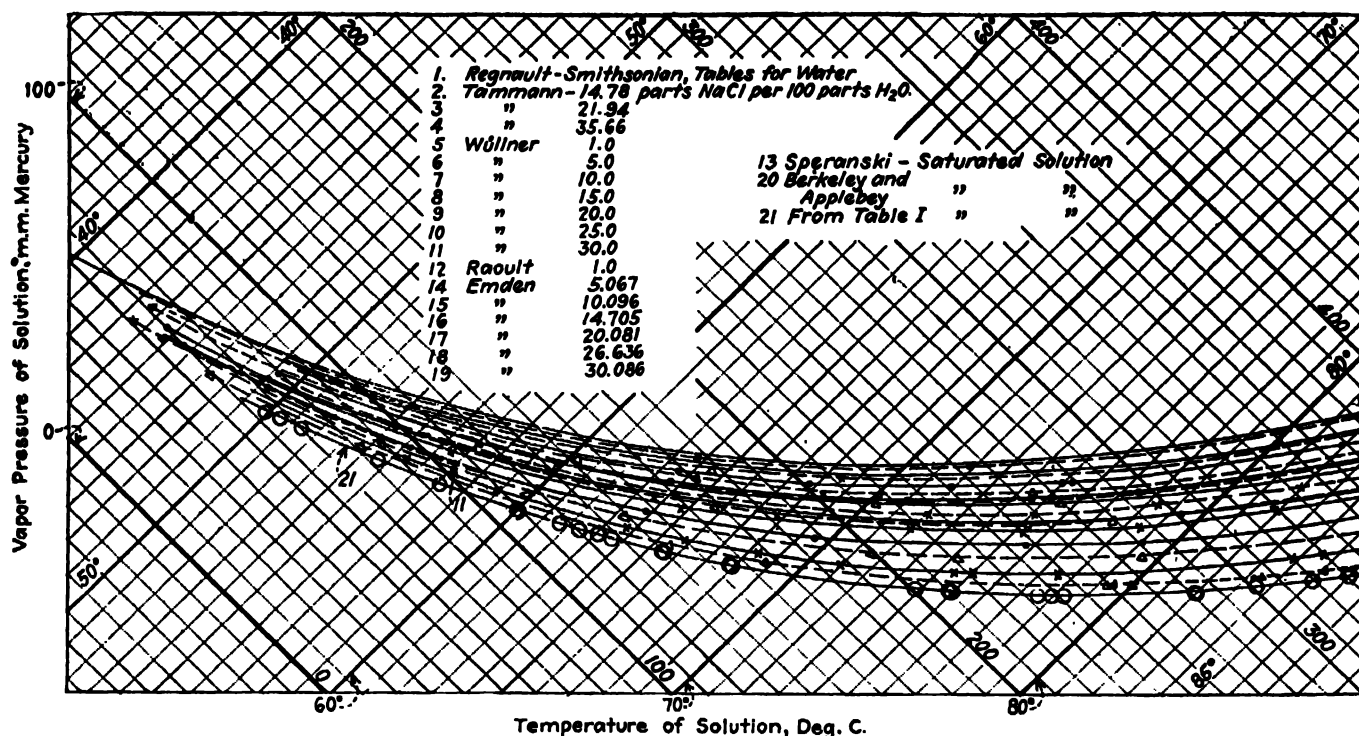 40° 200 50° 300 60° 400 70°
100
1. Regnault-Smithsonian, Tables for Water
2. Tammann-14.78 parts NaCl per 100 parts H₂O.
3 " 21.94
4 " 35.66
5 Wüllner 1.0
6 " 5.0
7 " 10.0
8 " 15.0
9 " 20.0
10 " 25.0
11 " 30.0
12 Raoult 1.0
14 Emden 5.067
15 " 10.096
16 " 14.705
17 " 20.081
18 " 26.636
19 " 30.086
13 Speranski - Saturated Solution
20 Berkeley and " "
Applebey
21 From Table I " "
Vapor Pressure of Solution, m.m. Mercury
40°
400
80°
0
21
11
50°
0 100 200 85° 300
60° 70° 80°
Temperature of Solution, Deg. C.